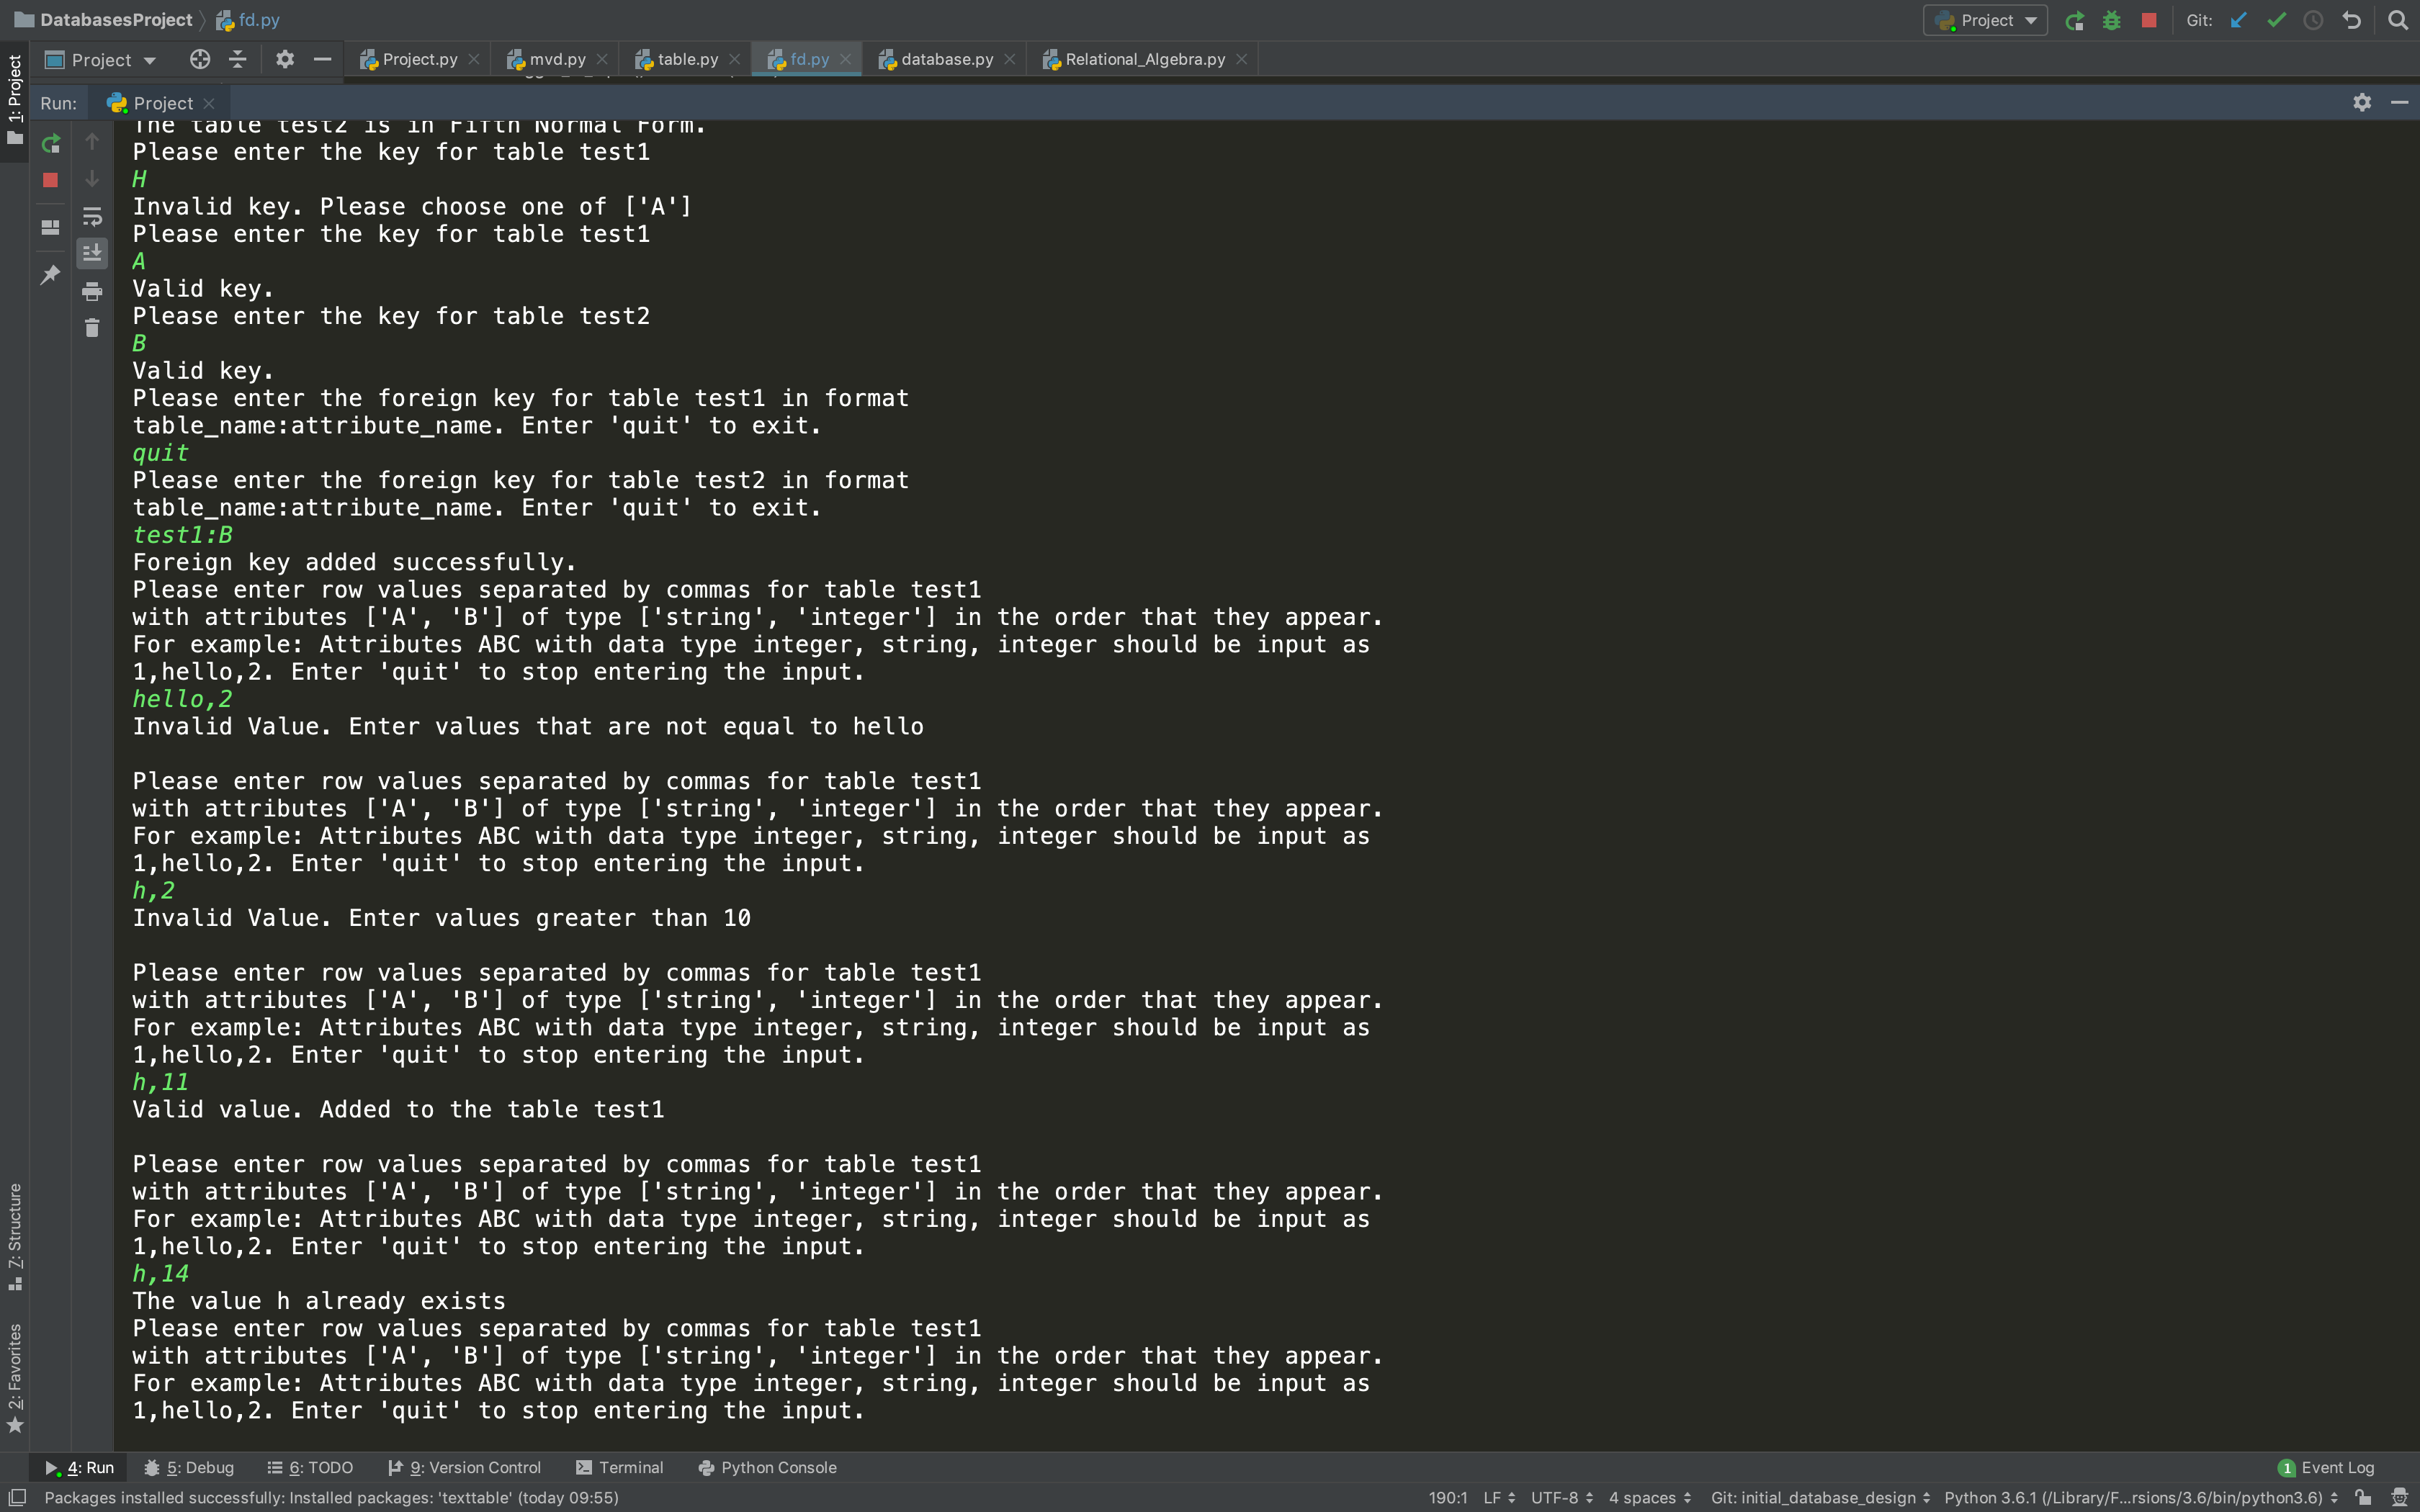 DatabasesProject fd.py Project Git:
1: Project Project Project.py mvd.py table.py fd.py database.py Relational_Algebra.py
Run: Project
The table test2 is in Fifth Normal Form.
Please enter the key for table test1
H
Invalid key. Please choose one of ['A']
Please enter the key for table test1
A
Valid key.
Please enter the key for table test2
B
Valid key.
Please enter the foreign key for table test1 in format
table_name:attribute_name. Enter 'quit' to exit.
quit
Please enter the foreign key for table test2 in format
table_name:attribute_name. Enter 'quit' to exit.
test1:B
Foreign key added successfully.
Please enter row values separated by commas for table test1
with attributes ['A', 'B'] of type ['string', 'integer'] in the order that they appear.
For example: Attributes ABC with data type integer, string, integer should be input as
1,hello,2. Enter 'quit' to stop entering the input.
hello,2
Invalid Value. Enter values that are not equal to hello
Please enter row values separated by commas for table test1
with attributes ['A', 'B'] of type ['string', 'integer'] in the order that they appear.
For example: Attributes ABC with data type integer, string, integer should be input as
1,hello,2. Enter 'quit' to stop entering the input.
h,2
Invalid Value. Enter values greater than 10
Please enter row values separated by commas for table test1
with attributes ['A', 'B'] of type ['string', 'integer'] in the order that they appear.
For example: Attributes ABC with data type integer, string, integer should be input as
1,hello,2. Enter 'quit' to stop entering the input.
h,11
Valid value. Added to the table test1
Please enter row values separated by commas for table test1
with attributes ['A', 'B'] of type ['string', 'integer'] in the order that they appear.
For example: Attributes ABC with data type integer, string, integer should be input as
1,hello,2. Enter 'quit' to stop entering the input.
h,14
The value h already exists
Please enter row values separated by commas for table test1
with attributes ['A', 'B'] of type ['string', 'integer'] in the order that they appear.
For example: Attributes ABC with data type integer, string, integer should be input as
1,hello,2. Enter 'quit' to stop entering the input.
7: Structure
2: Favorites
4: Run 5: Debug 6: TODO 9: Version Control Terminal Python Console 1 Event Log
Packages installed successfully: Installed packages: 'texttable' (today 09:55) 190:1 LF UTF-8 4 spaces Git: initial_database_design Python 3.6.1 (/Library/F...rsions/3.6/bin/python3.6)